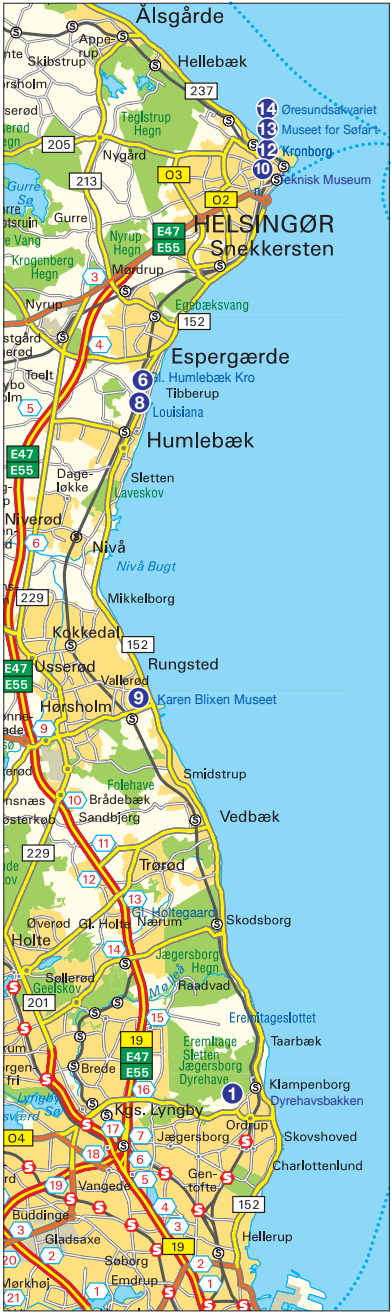 Ålsgårde
Appe-
rup
Skibstrup
Hellebæk
237
Teglstrup
Hegn
14 Øresundsakvariet
13 Museet for Søfart
12 Kronborg
10
Teknisk Museum
205
Nygård
O3
213
O2
Gurre
Sø
Gurre
HELSINGØR
Snekkersten
E47
E55
Nyrup
Hegn
Krogenberg
Hegn
Mørdrup
3
Nyrup
Egebæksvang
152
4
Espergærde
Toelt
6 Gl. Humlebæk Kro
Tibberup
8
Louisiana
5
Humlebæk
E47
E55
Dage-
løkke
Sletten
Laveskov
Niverød
6
Nivå
Nivå Bugt
229
Mikkelborg
Kokkedal
152
E47
E55
Usserød
Rungsted
Vallerød
9 Karen Blixen Museet
Hørsholm
9
Smidstrup
Folehave
10
Brådebæk
Sandbjerg
Vedbæk
229
11
Trørød
12
13
Gl. Holtegaard
Øverød
Gl. Holte
Nærum
Skodsborg
Holte
14
Jægersborg
Hegn
Søllerød
Geelskov
Raadvad
Mølleå
201
15
Eremitageslottet
Taarbæk
19
E47
E55
Eremitage
Sletten
Jægersborg
Dyrehave
Brede
16
1
Klampenborg
Dyrehavsbakken
Lyngby
Sø
Kgs. Lyngby
Ordrup
17
7
O4
Jægersborg
Skovshoved
18
6
Charlottenlund
19
Vangede
5
Gen-
tofte
4
152
Buddinge
3
3
2
Gladsaxe
19
Hellerup
Søborg
2
20
Emdrup
1
Mørkhøj
1
21